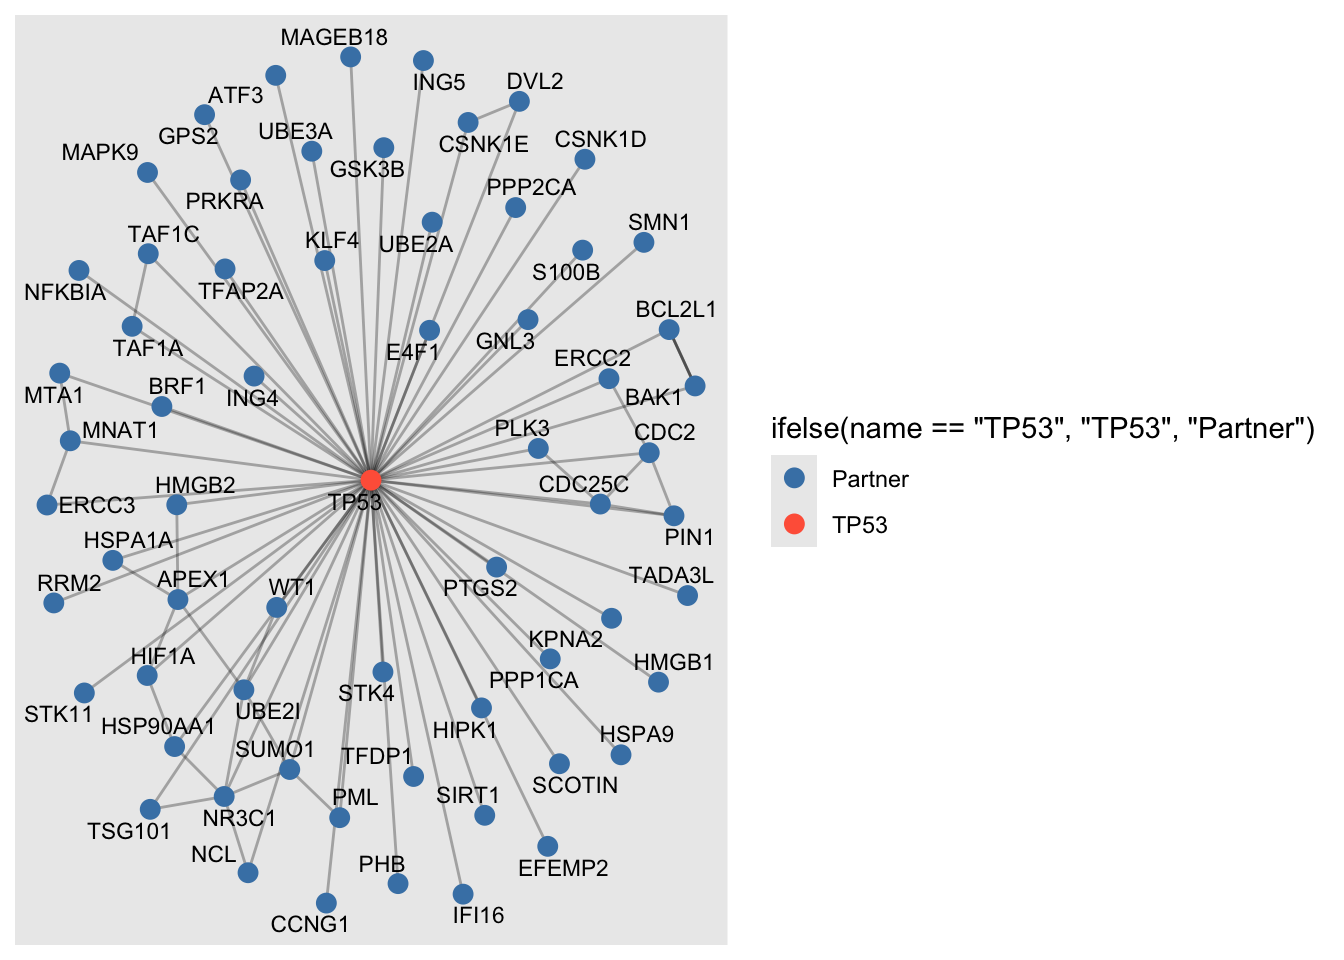 MAGEB18
ING5
DVL2
ATF3
GPS2
UBE3A
CSNK1E
CSNK1D
MAPK9
GSK3B
PRKRA
PPP2CA
TAF1C
KLF4
UBE2A
SMN1
NFKBIA
TFAP2A
S100B
TAF1A
E4F1
GNL3
BCL2L1
ERCC2
MTA1
BRF1
ING4
BAK1
MNAT1
PLK3
CDC2
ifelse(name == "TP53", "TP53", "Partner")
Partner
TP53
ERCC3
HMGB2
TP53
CDC25C
PIN1
HSPA1A
RRM2
APEX1
WT1
PTGS2
TADA3L
HIF1A
KPNA2
HMGB1
STK11
UBE2I
STK4
PPP1CA
HSP90AA1
SUMO1
TFDP1
HIPK1
HSPA9
TSG101
NR3C1
PML
SIRT1
SCOTIN
NCL
PHB
EFEMP2
CCNG1
IFI16